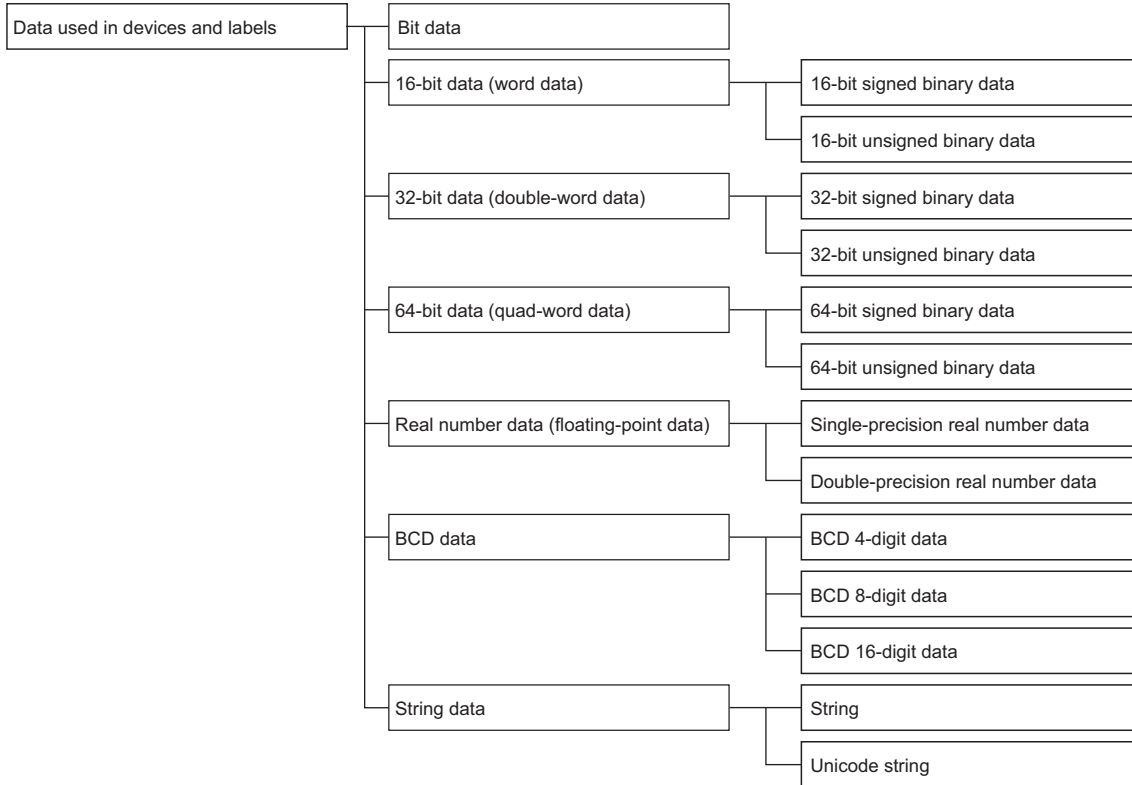 Data used in devices and labels
Bit data
16-bit data (word data)
16-bit signed binary data
16-bit unsigned binary data
32-bit data (double-word data)
32-bit signed binary data
32-bit unsigned binary data
64-bit data (quad-word data)
64-bit signed binary data
64-bit unsigned binary data
Real number data (floating-point data)
Single-precision real number data
Double-precision real number data
BCD data
BCD 4-digit data
BCD 8-digit data
BCD 16-digit data
String data
String
Unicode string